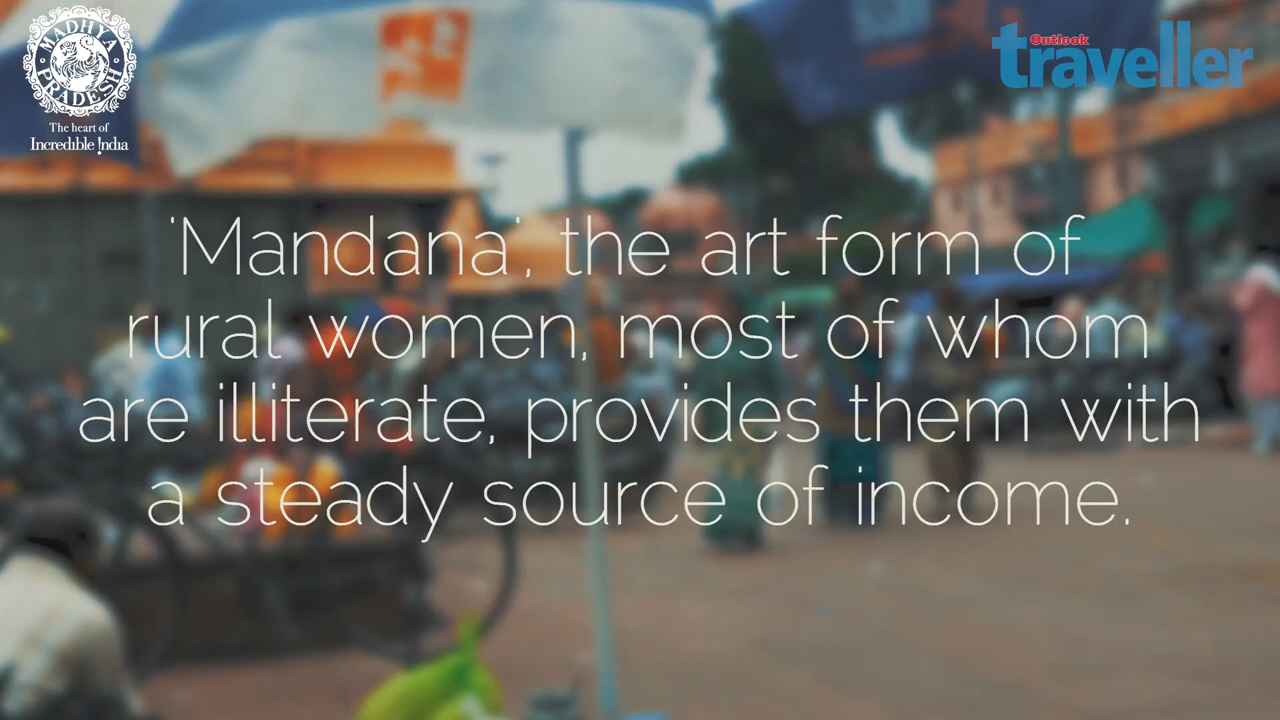 MADHYA PRADESH
The heart of
Incredible !ndia
Outlook
traveller
'Mandana', the art form of
rural women, most of whom
are illiterate, provides them with
a steady source of income.